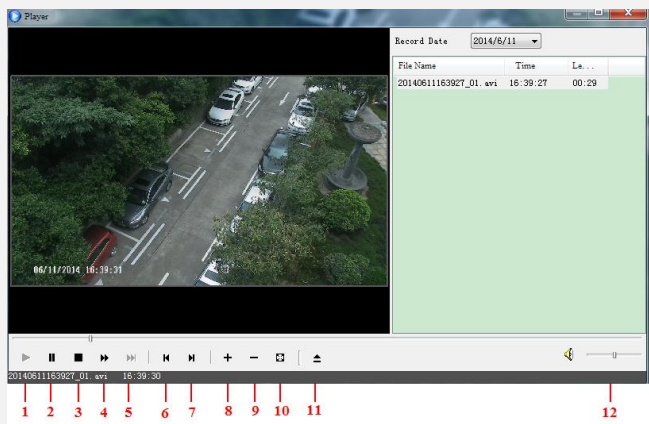 Player
Record Date 2014/6/11
File Name Time Le...
20140611163927_01.avi 16:39:27 00:29
06/11/2014 16:39:31
20140611163927_01.avi 16:39:30
1 2 3 4 5 6 7 8 9 10 11 12